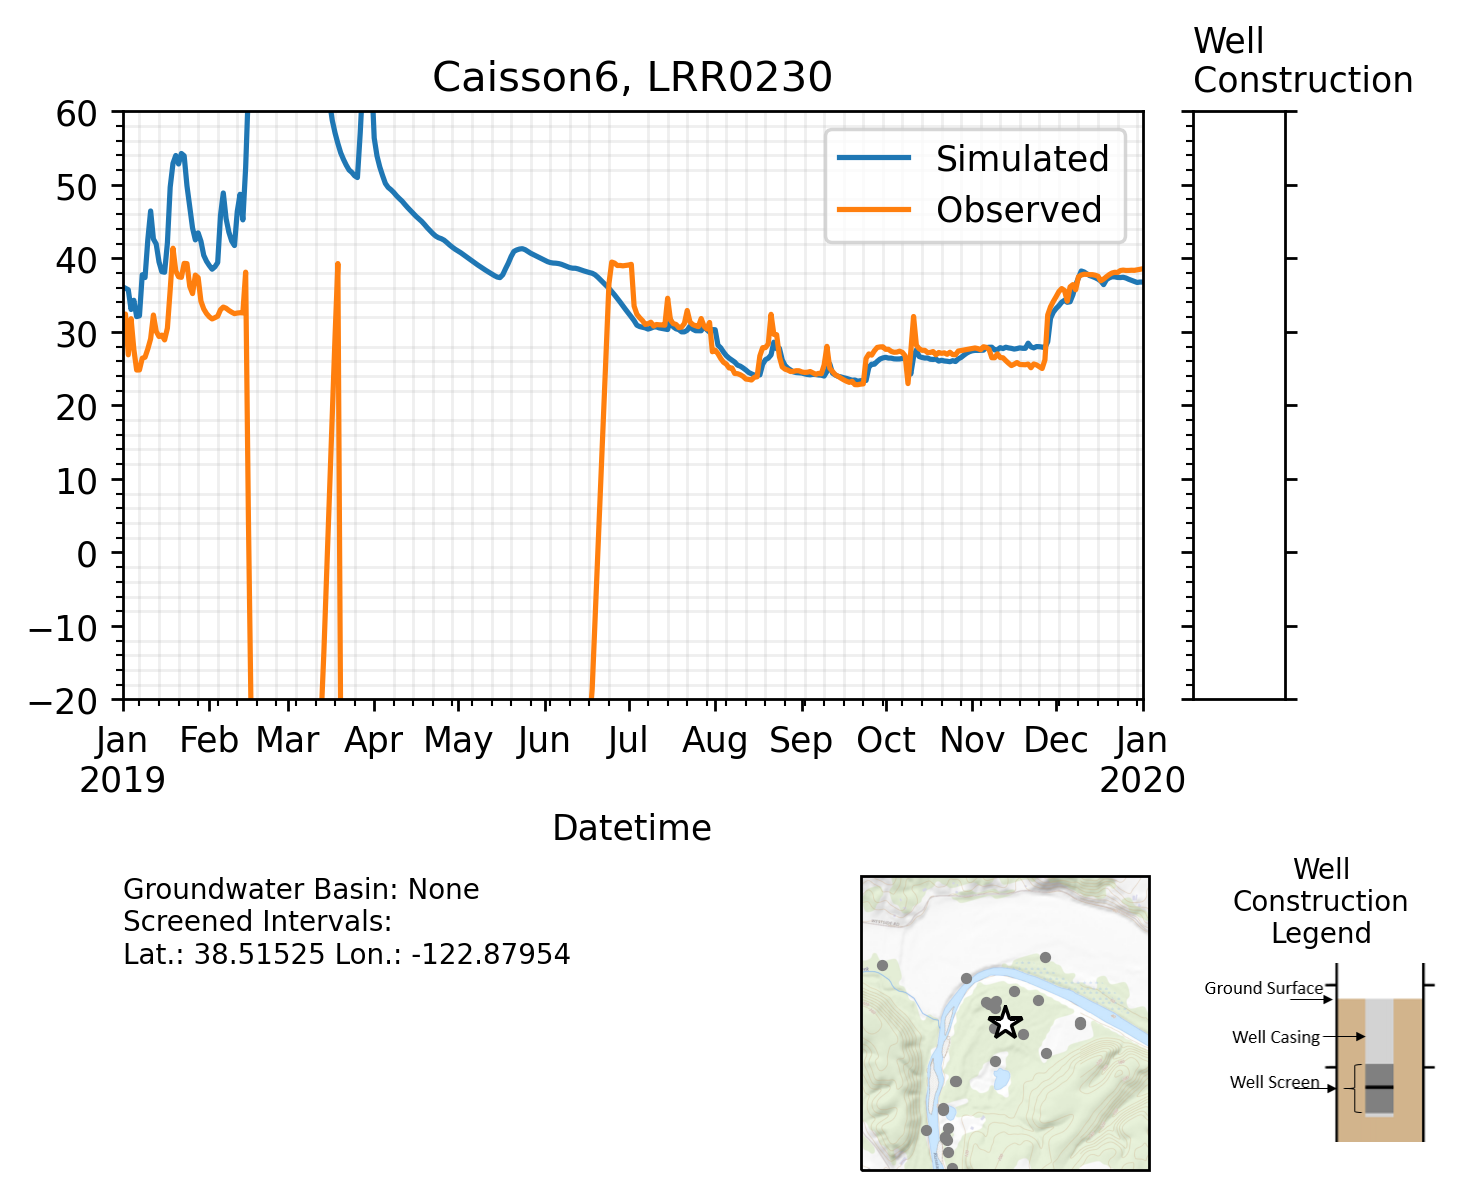 Well
Construction
Caisson6, LRR0230
60
50
40
30
20
10
0
−10
−20
Simulated
Observed
Jan
2019
Feb
Mar
Apr
May
Jun
Jul
Aug
Sep
Oct
Nov
Dec
Jan
2020
Datetime
Groundwater Basin: None
Screened Intervals:
Lat.: 38.51525 Lon.: -122.87954
Well
Construction
Legend
Ground Surface
Well Casing
Well Screen